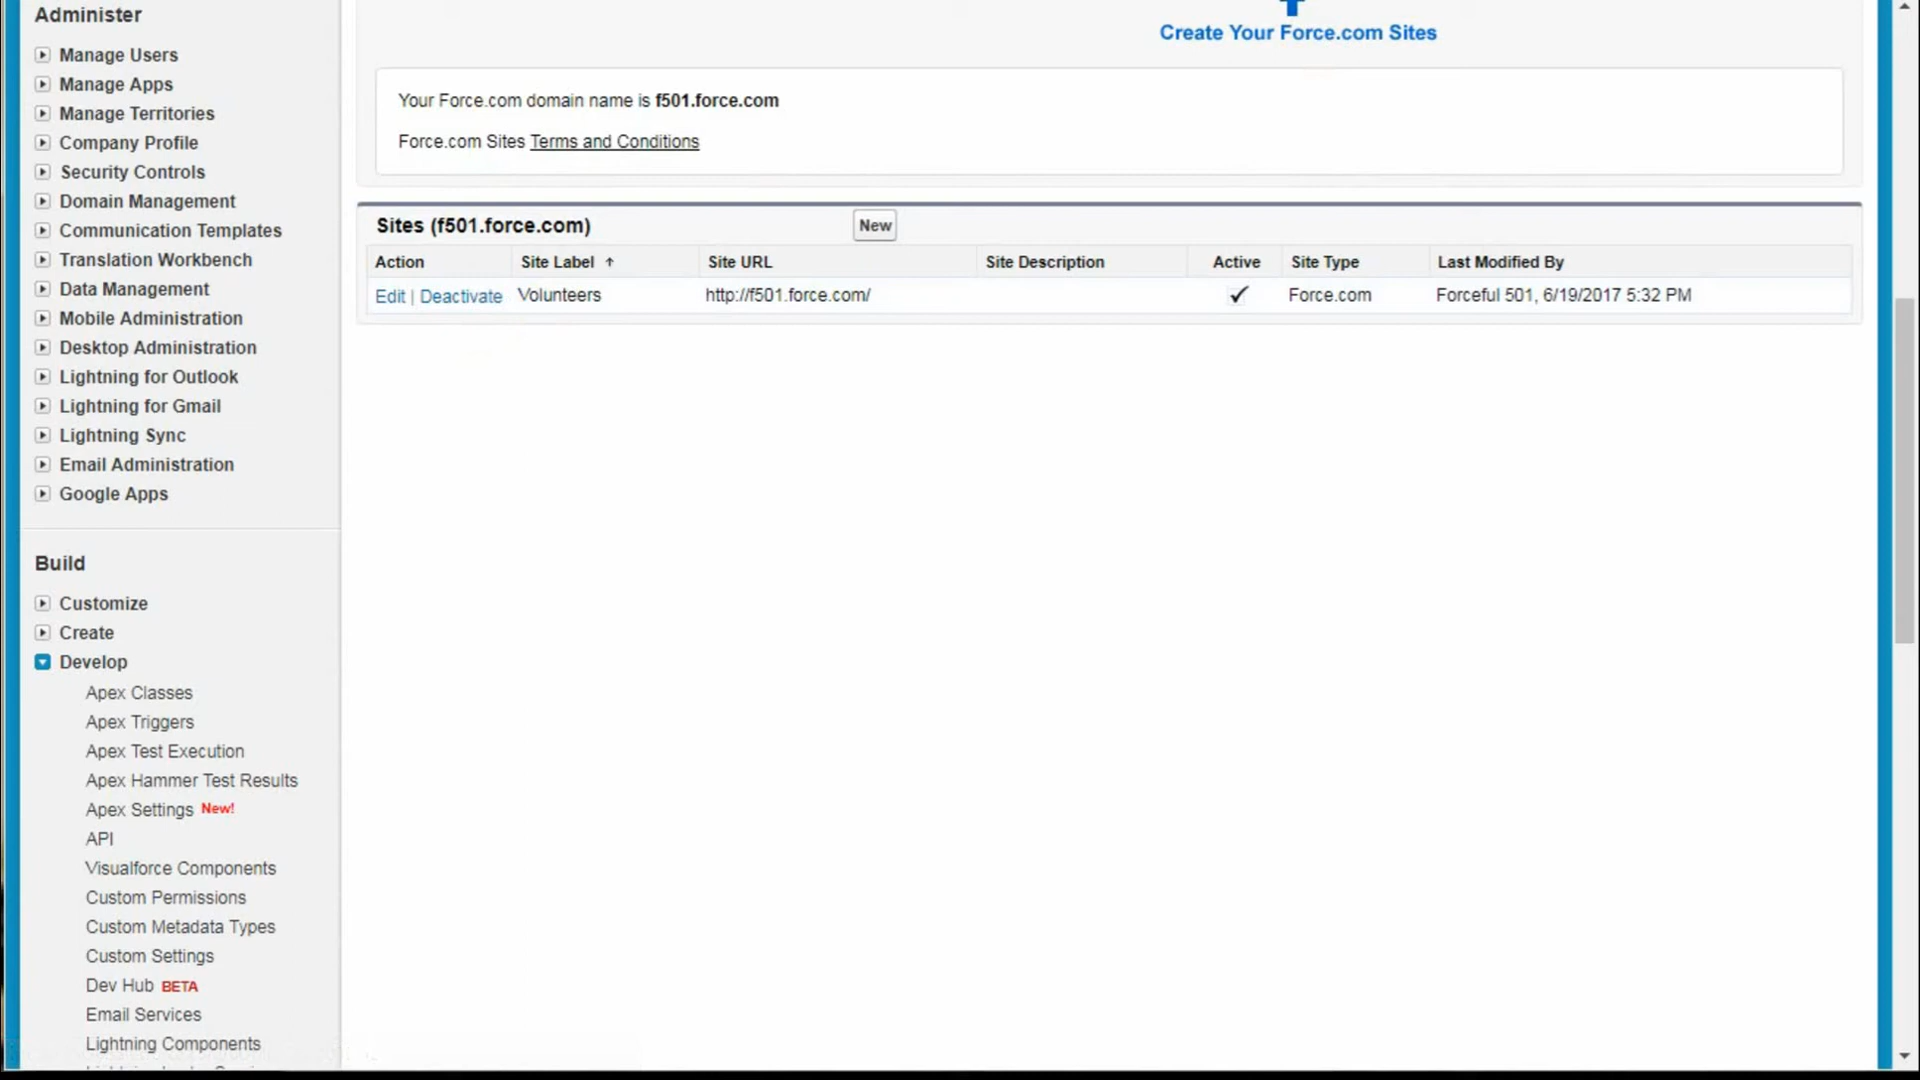 Administer
Manage Users
Manage Apps
Manage Territories
Company Profile
Security Controls
Domain Management
Communication Templates
Translation Workbench
Data Management
Mobile Administration
Desktop Administration
Lightning for Outlook
Lightning for Gmail
Lightning Sync
Email Administration
Google Apps
Build
Customize
Create
Develop
Apex Classes
Apex Triggers
Apex Test Execution
Apex Hammer Test Results
Apex Settings New!
API
Visualforce Components
Custom Permissions
Custom Metadata Types
Custom Settings
Dev Hub BETA
Email Services
Lightning Components
Create Your Force.com Sites
Your Force.com domain name is f501.force.com
Force.com Sites Terms and Conditions
Sites (f501.force.com) New
Action Site Label ↑ Site URL Site Description Active Site Type Last Modified By
Edit | Deactivate Volunteers http://f501.force.com/ ✓ Force.com Forceful 501, 6/19/2017 5:32 PM